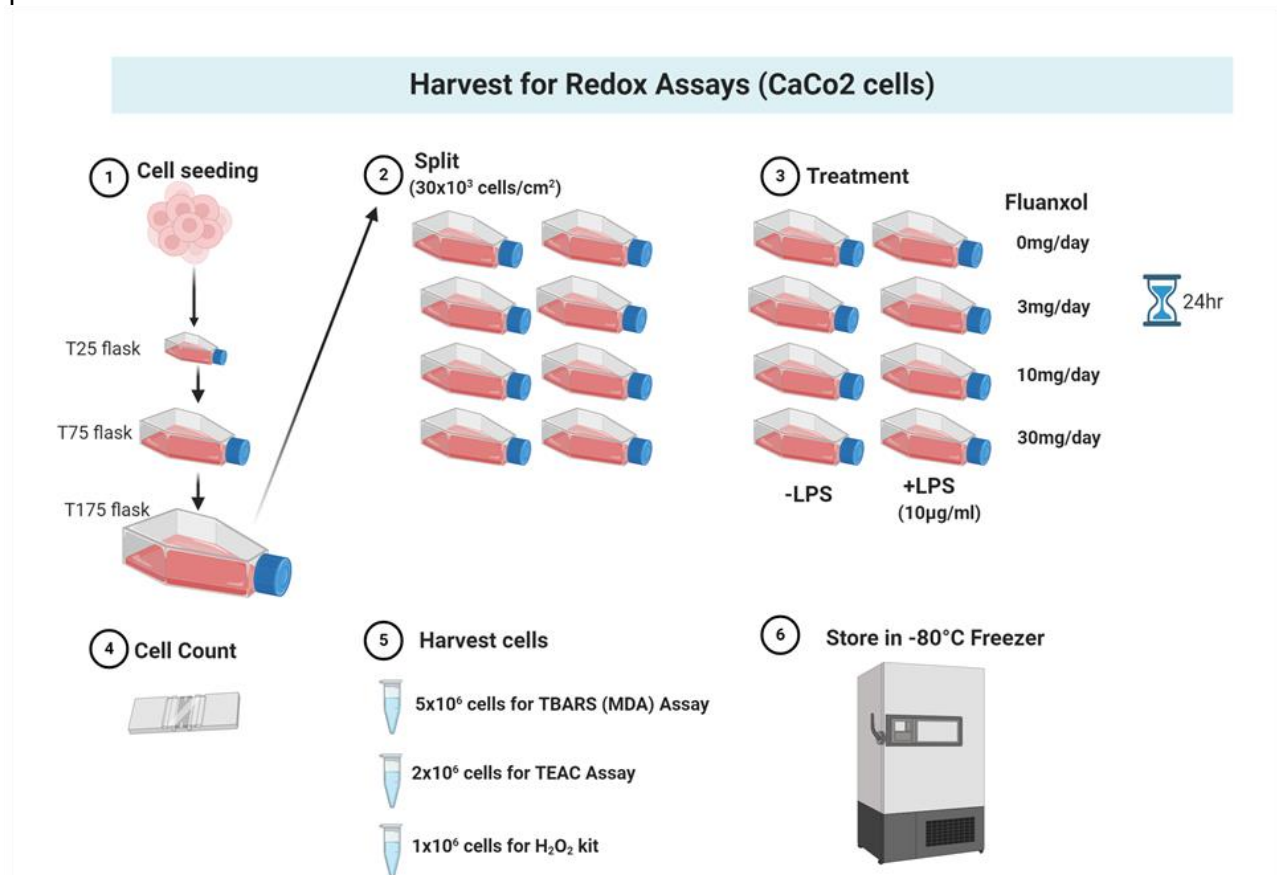 Harvest for Redox Assays (CaCo2 cells)
1 Cell seeding
T25 flask
T75 flask
T175 flask
2 Split
(30x10³ cells/cm²)
3 Treatment
Fluanxol
0mg/day
3mg/day
10mg/day
30mg/day
24hr
-LPS
+LPS
(10µg/ml)
4 Cell Count
5 Harvest cells
5x10⁶ cells for TBARS (MDA) Assay
2x10⁶ cells for TEAC Assay
1x10⁶ cells for H₂O₂ kit
6 Store in -80°C Freezer